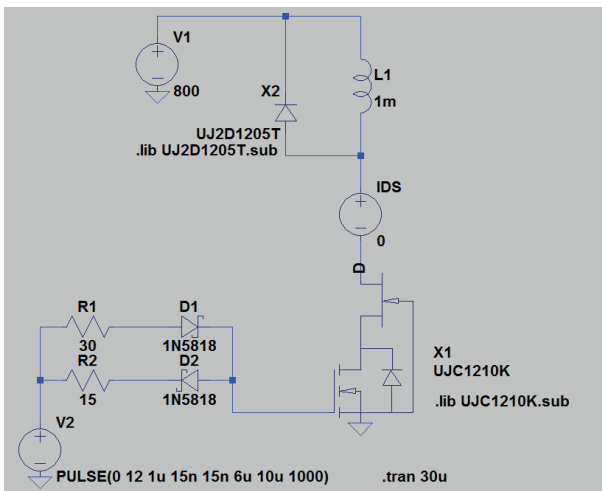 V1
800
X2
UJ2D1205T
.lib UJ2D1205T.sub
L1
1m
IDS
0
D
R1
30
D1
1N5818
R2
15
D2
1N5818
X1
UJC1210K
.lib UJC1210K.sub
V2
PULSE(0 12 1u 15n 15n 6u 10u 1000)
.tran 30u